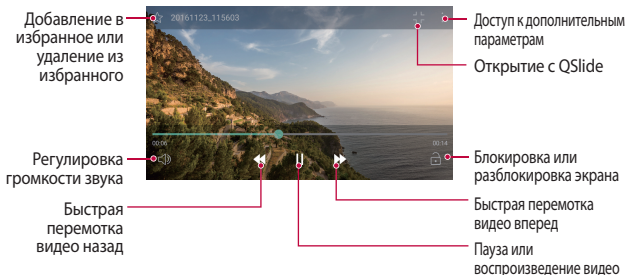 Добавление в
избранное или
удаление из
избранного
20161123_115603
Доступ к дополнительным
параметрам
Открытие с QSlide
00:06
00:14
Регулировка
громкости звука
Блокировка или
разблокировка экрана
Быстрая
перемотка
видео назад
Быстрая перемотка
видео вперед
Пауза или
воспроизведение видео